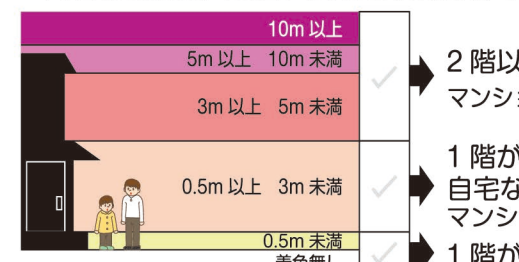 10m 以上
5m 以上 10m 未満
3m 以上 5m 未満
0.5m 以上 3m 未満
0.5m 未満
2 階以
マンショ
1 階が
自宅な
マンシ
1 階が